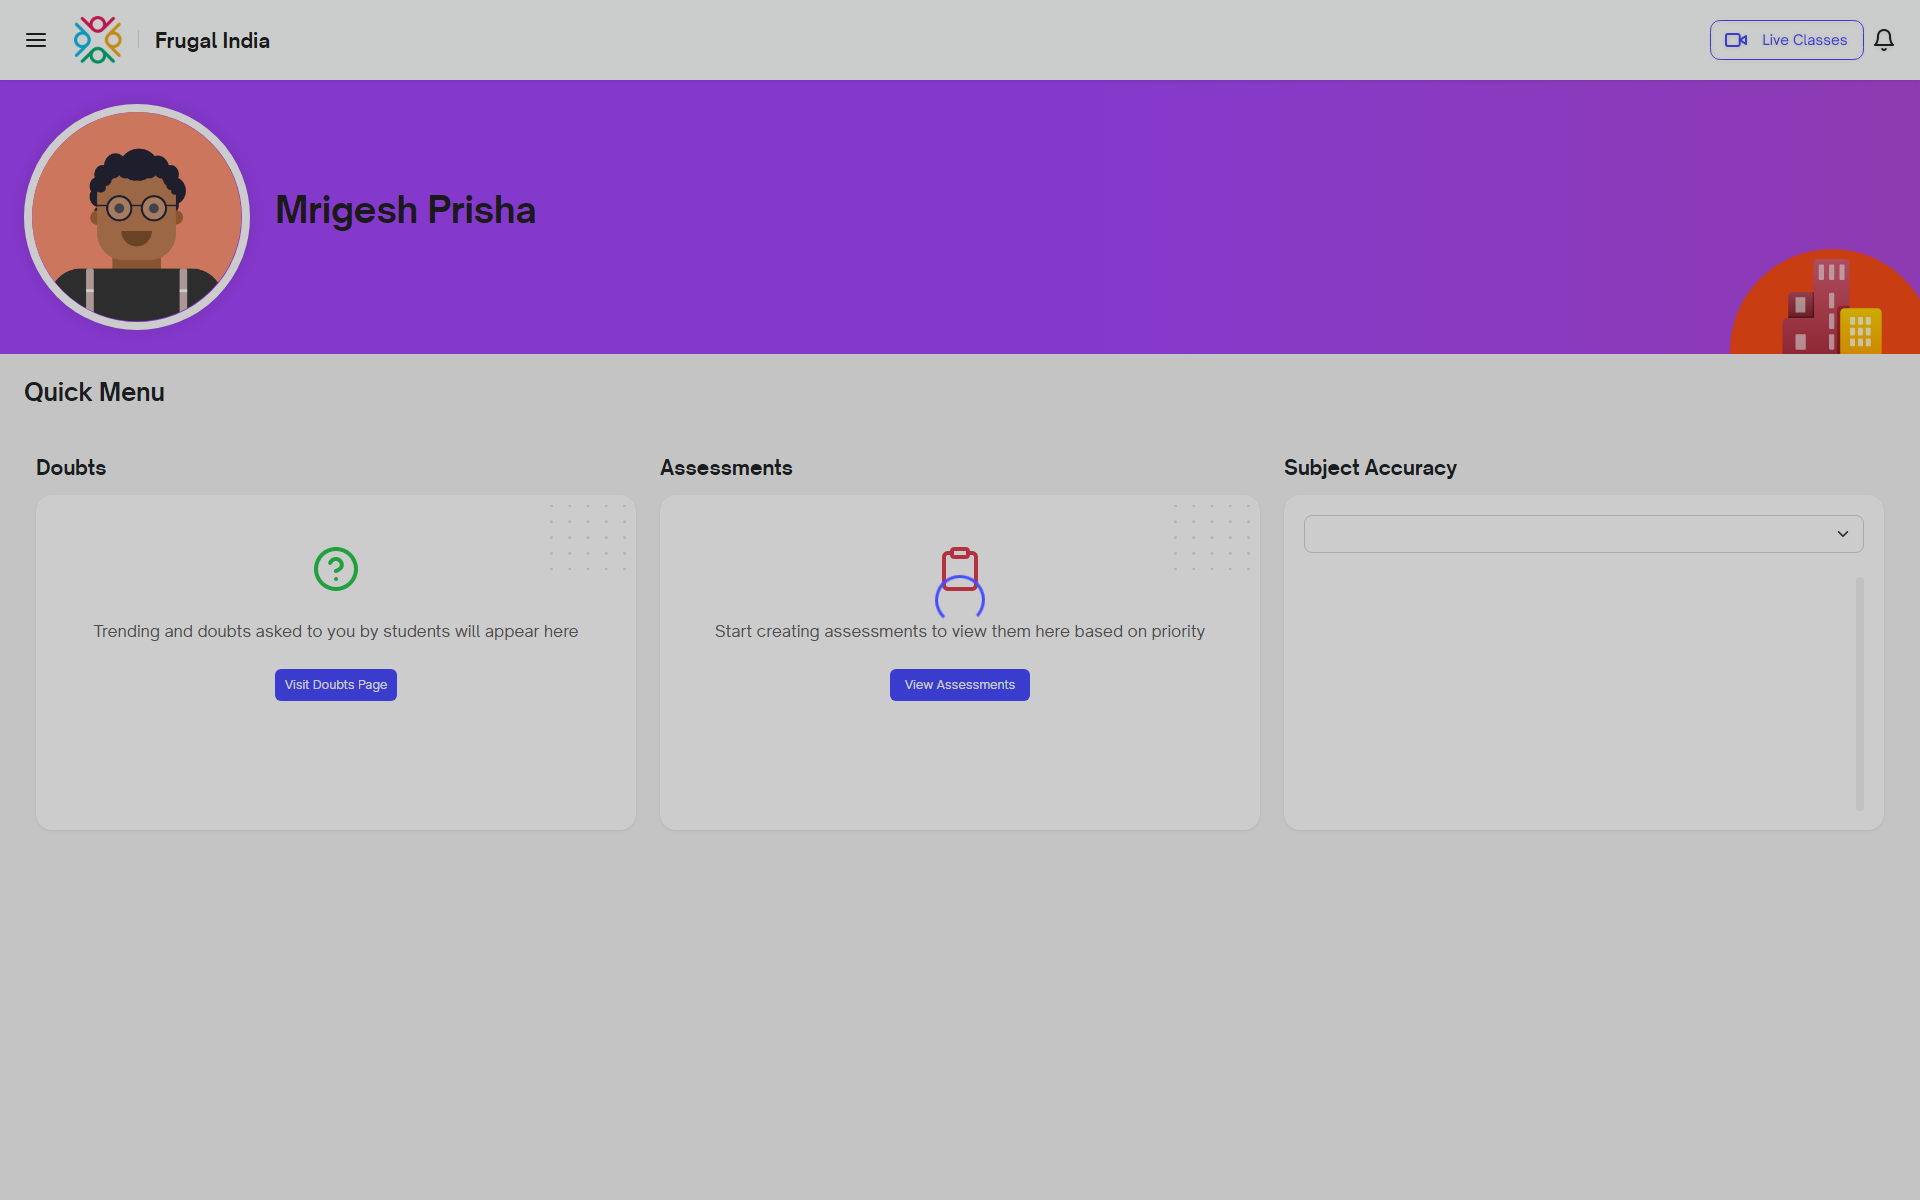 Frugal India
Live Classes
Mrigesh Prisha
Quick Menu
Doubts
Trending and doubts asked to you by students will appear here
Visit Doubts Page
Assessments
Start creating assessments to view them here based on priority
View Assessments
Subject Accuracy